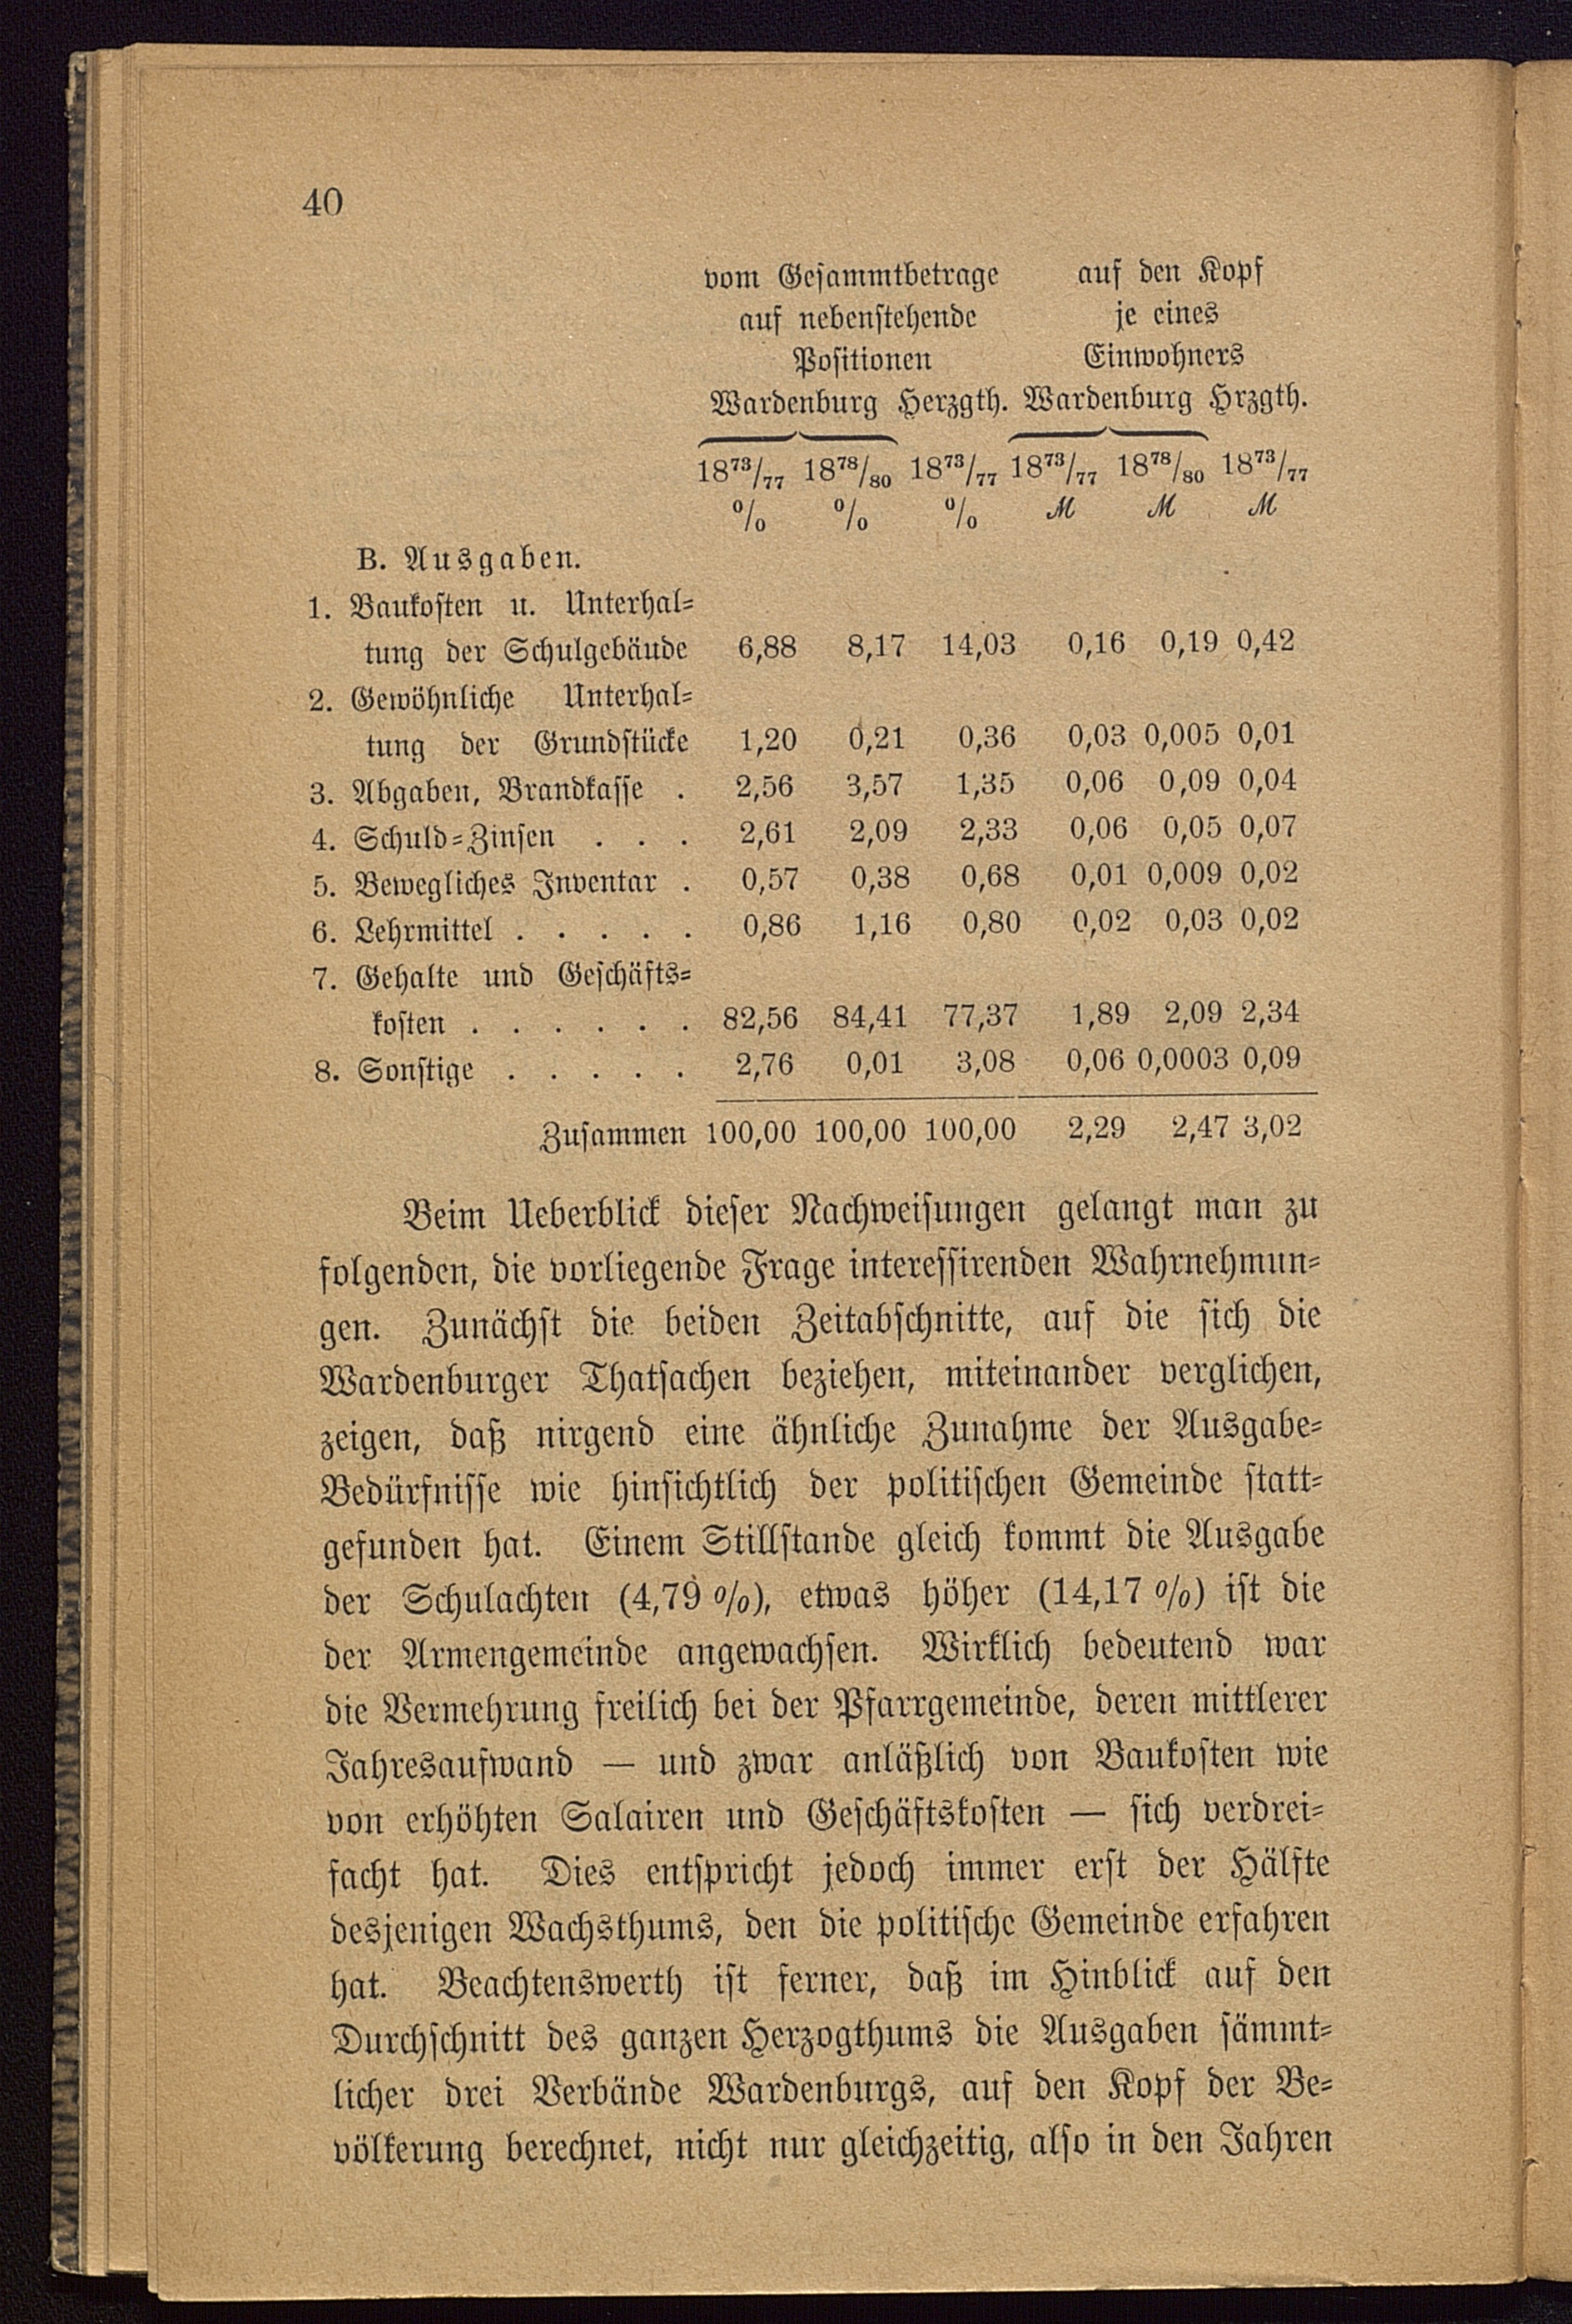 40
vom Gesammtbetrage auf den Kopf
auf nebenstehende je eines
Positionen Einwohners
Wardenburg Herzgth. Wardenburg Hrzgth.
18⁷³/₇₇ 18⁷⁸/₈₀ 18⁷³/₇₇ 18⁷³/₇₇ 18⁷⁸/₈₀ 18⁷³/₇₇
% % % ℳ ℳ ℳ
B. Ausgaben.
1. Baukosten u. Unterhal=
tung der Schulgebäude 6,88 8,17 14,03 0,16 0,19 0,42
2. Gewöhnliche Unterhal=
tung der Grundstücke 1,20 0,21 0,36 0,03 0,005 0,01
3. Abgaben, Brandkasse . 2,56 3,57 1,35 0,06 0,09 0,04
4. Schuld=Zinsen . . . 2,61 2,09 2,33 0,06 0,05 0,07
5. Bewegliches Inventar . 0,57 0,38 0,68 0,01 0,009 0,02
6. Lehrmittel . . . . . 0,86 1,16 0,80 0,02 0,03 0,02
7. Gehalte und Geschäfts=
kosten . . . . . . 82,56 84,41 77,37 1,89 2,09 2,34
8. Sonstige . . . . . 2,76 0,01 3,08 0,06 0,0003 0,09
Zusammen 100,00 100,00 100,00 2,29 2,47 3,02
Beim Ueberblick dieser Nachweisungen gelangt man zu
folgenden, die vorliegende Frage interessirenden Wahrnehmun=
gen. Zunächst die beiden Zeitabschnitte, auf die sich die
Wardenburger Thatsachen beziehen, miteinander verglichen,
zeigen, daß nirgend eine ähnliche Zunahme der Ausgabe=
Bedürfnisse wie hinsichtlich der politischen Gemeinde statt=
gefunden hat. Einem Stillstande gleich kommt die Ausgabe
der Schulachten (4,79 %), etwas höher (14,17 %) ist die
der Armengemeinde angewachsen. Wirklich bedeutend war
die Vermehrung freilich bei der Pfarrgemeinde, deren mittlerer
Jahresaufwand — und zwar anläßlich von Baukosten wie
von erhöhten Salairen und Geschäftskosten — sich verdrei=
facht hat. Dies entspricht jedoch immer erst der Hälfte
desjenigen Wachsthums, den die politische Gemeinde erfahren
hat. Beachtenswerth ist ferner, daß im Hinblick auf den
Durchschnitt des ganzen Herzogthums die Ausgaben sämmt=
licher drei Verbände Wardenburgs, auf den Kopf der Be=
völkerung berechnet, nicht nur gleichzeitig, also in den Jahren